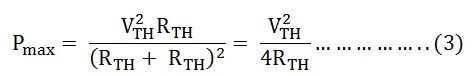 P_max = V_TH^2 R_TH / (R_TH + R_TH)^2 = V_TH^2 / 4R_TH … … … … … . . (3)